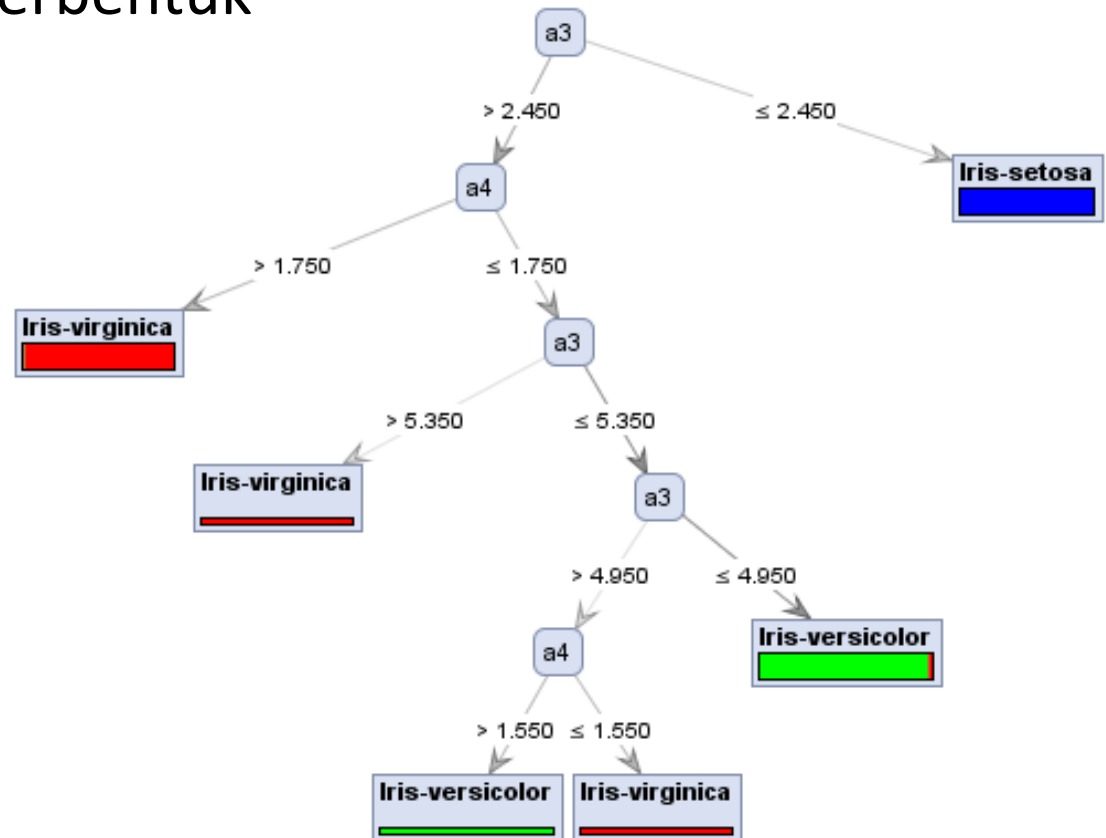 erbentuk
a3
> 2.450
≤ 2.450
a4
Iris-setosa
> 1.750
≤ 1.750
Iris-virginica
a3
> 5.350
≤ 5.350
Iris-virginica
a3
> 4.950
≤ 4.950
a4
Iris-versicolor
> 1.550
≤ 1.550
Iris-versicolor
Iris-virginica